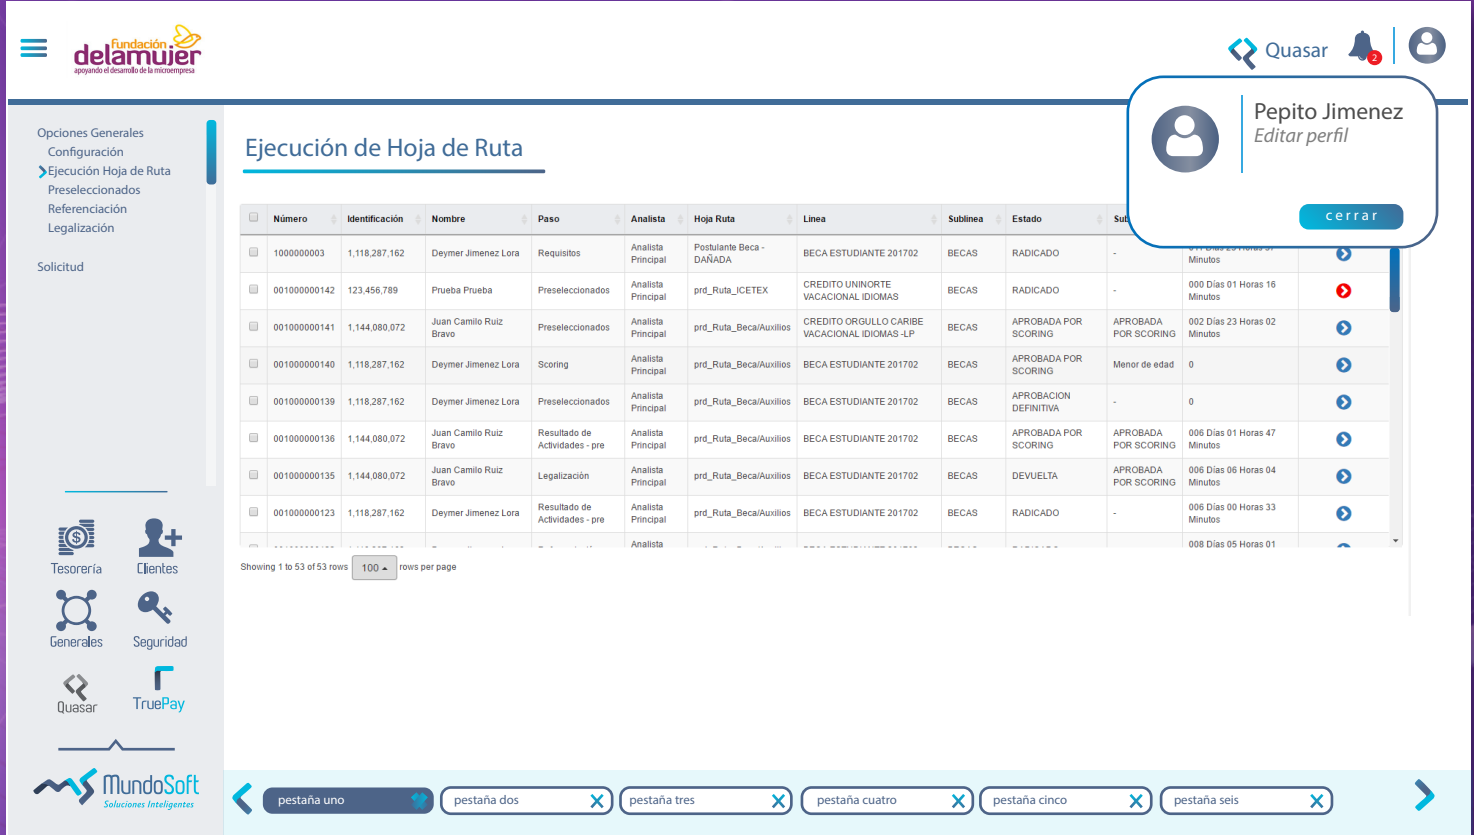 Fundación
delamujer
apoyando el desarrollo de la microempresa
Quasar
2
Pepito Jimenez
Editar perfil
cerrar
Opciones Generales
Configuración
Ejecución Hoja de Ruta
Preseleccionados
Referenciación
Legalización
Solicitud
Ejecución de Hoja de Ruta
Número Identificación Nombre Paso Analista Hoja Ruta Linea Sublinea Estado
1000000003 1,118,287,162 Deymer Jimenez Lora Requisitos Analista Principal Postulante Beca - DAÑADA BECA ESTUDIANTE 201702 BECAS RADICADO - Minutos
001000000142 123,456,789 Prueba Prueba Preseleccionados Analista Principal prd_Ruta_ICETEX CREDITO UNINORTE VACACIONAL IDIOMAS BECAS RADICADO - 000 Días 01 Horas 16 Minutos
001000000141 1,144,080,072 Juan Camilo Ruiz Bravo Preseleccionados Analista Principal prd_Ruta_Beca/Auxilios CREDITO ORGULLO CARIBE VACACIONAL IDIOMAS -LP BECAS APROBADA POR SCORING APROBADA POR SCORING 002 Días 23 Horas 02 Minutos
001000000140 1,118,287,162 Deymer Jimenez Lora Scoring Analista Principal prd_Ruta_Beca/Auxilios BECA ESTUDIANTE 201702 BECAS APROBADA POR SCORING Menor de edad 0
001000000139 1,118,287,162 Deymer Jimenez Lora Preseleccionados Analista Principal prd_Ruta_Beca/Auxilios BECA ESTUDIANTE 201702 BECAS APROBACION DEFINITIVA - 0
001000000136 1,144,080,072 Juan Camilo Ruiz Bravo Resultado de Actividades - pre Analista Principal prd_Ruta_Beca/Auxilios BECA ESTUDIANTE 201702 BECAS APROBADA POR SCORING APROBADA POR SCORING 006 Días 01 Horas 47 Minutos
001000000135 1,144,080,072 Juan Camilo Ruiz Bravo Legalización Analista Principal prd_Ruta_Beca/Auxilios BECA ESTUDIANTE 201702 BECAS DEVUELTA APROBADA POR SCORING 006 Días 06 Horas 04 Minutos
001000000123 1,118,287,162 Deymer Jimenez Lora Resultado de Actividades - pre Analista Principal prd_Ruta_Beca/Auxilios BECA ESTUDIANTE 201702 BECAS RADICADO - 006 Días 00 Horas 33 Minutos
Analista 008 Días 05 Horas 01
Showing 1 to 53 of 53 rows 100 rows per page
Tesorería Clientes
Generales Seguridad
Quasar TruePay
MundoSoft
Soluciones Inteligentes
pestaña uno pestaña dos pestaña tres pestaña cuatro pestaña cinco pestaña seis